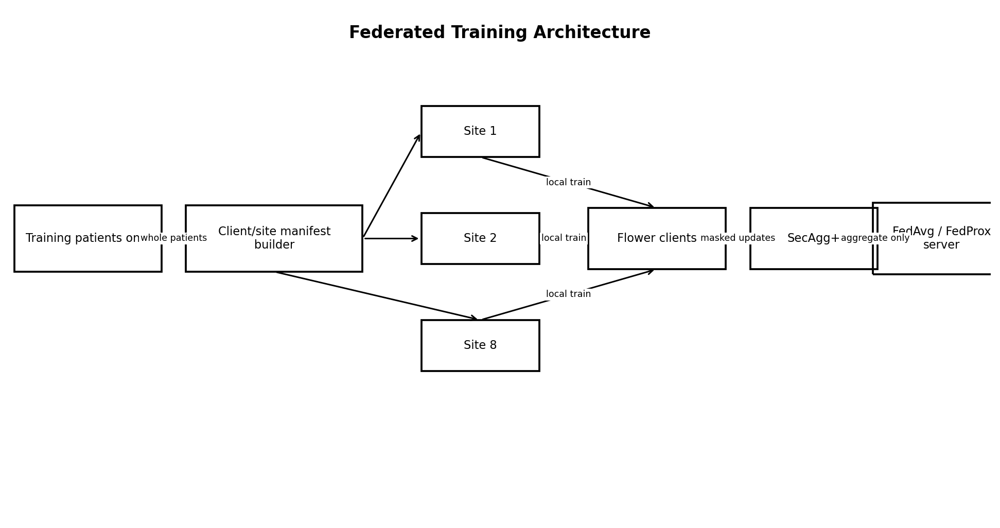 Federated Training Architecture
Site 1
local train
Training patients on
whole patients
Client/site manifest
builder
Site 2
local train
Flower clients
masked updates
SecAgg+
aggregate only
FedAvg / FedProx
server
local train
Site 8